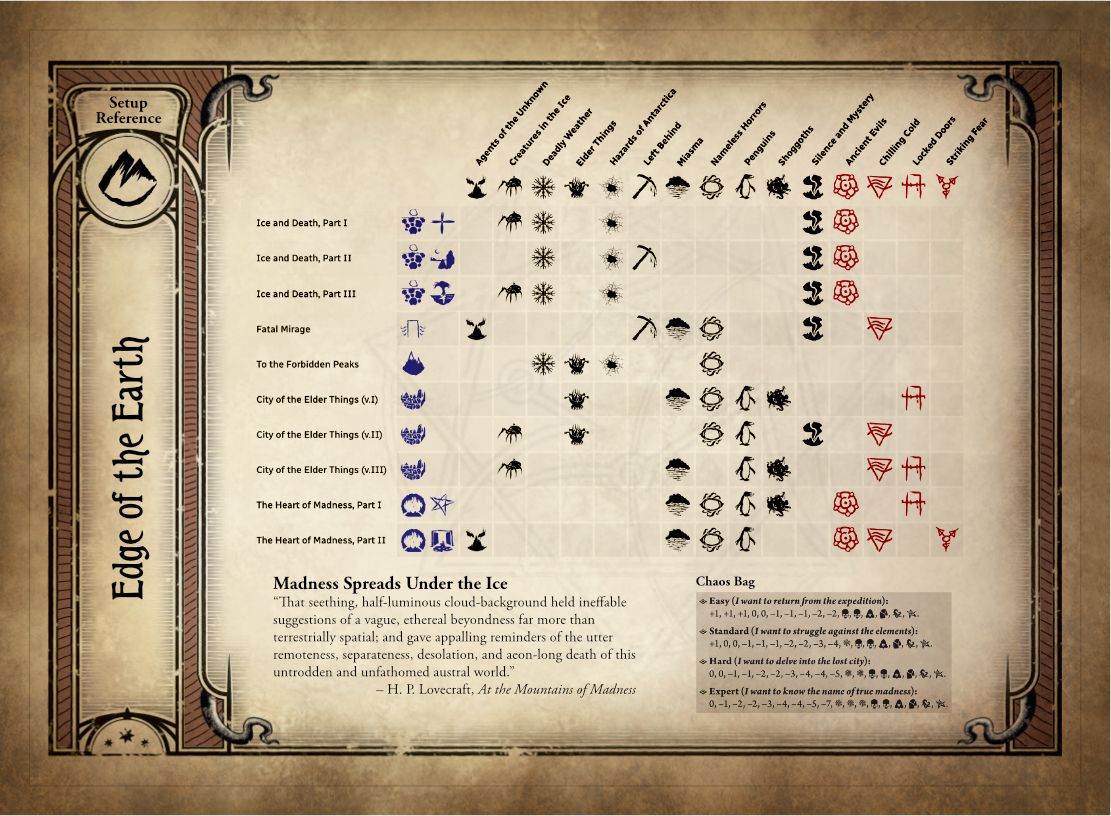 Setup
Reference
Edge of the Earth
Agents of the Unknown
Creatures in the Ice
Deadly Weather
Elder Things
Hazards of Antarctica
Left Behind
Miasma
Nameless Horrors
Penguins
Shoggoths
Silence and Mystery
Ancient Evils
Chilling Cold
Locked Doors
Striking Fear
Ice and Death, Part I
Ice and Death, Part II
Ice and Death, Part III
Fatal Mirage
To the Forbidden Peaks
City of the Elder Things (v.I)
City of the Elder Things (v.II)
City of the Elder Things (v.III)
The Heart of Madness, Part I
The Heart of Madness, Part II
Madness Spreads Under the Ice
“That seething, half-luminous cloud-background held ineffable
suggestions of a vague, ethereal beyondness far more than
terrestrially spatial; and gave appalling reminders of the utter
remoteness, separateness, desolation, and aeon-long death of this
untrodden and unfathomed austral world.”
– H. P. Lovecraft, At the Mountains of Madness
Chaos Bag
Easy (I want to return from the expedition):
+1, +1, +1, 0, 0, –1, –1, –1, –2, –2,
Standard (I want to struggle against the elements):
+1, 0, 0, –1, –1, –1, –2, –2, –3, –4,
Hard (I want to delve into the lost city):
0, 0, –1, –1, –2, –2, –3, –4, –4, –5,
Expert (I want to know the name of true madness):
0, –1, –2, –2, –3, –4, –4, –5, –7,